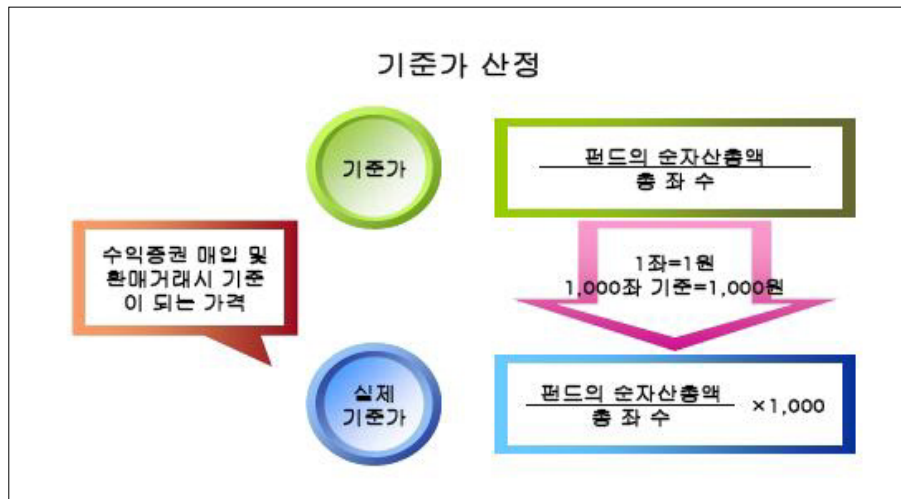 기준가 산정
기준가
펀드의 순자산총액
총 좌 수
수익증권 매입 및
환매거래시 기준
이 되는 가격
1좌=1원
1,000좌 기준=1,000원
실제
기준가
펀드의 순자산총액
총 좌 수
×1,000